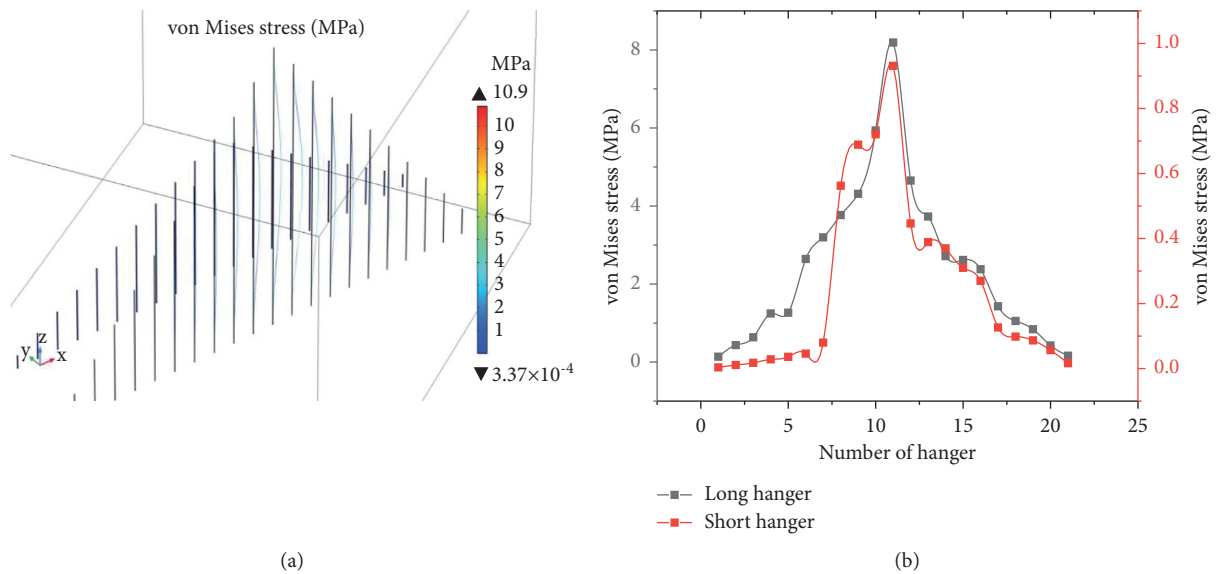 von Mises stress (MPa)
MPa
10.9
10
9
8
7
6
5
4
3
2
1
3.37×10-4
z
y
x
(a)
von Mises stress (MPa)
8
6
4
2
0
1.0
0.8
0.6
0.4
0.2
0.0
von Mises stress (MPa)
0 5 10 15 20 25
Number of hanger
Long hanger
Short hanger
(b)